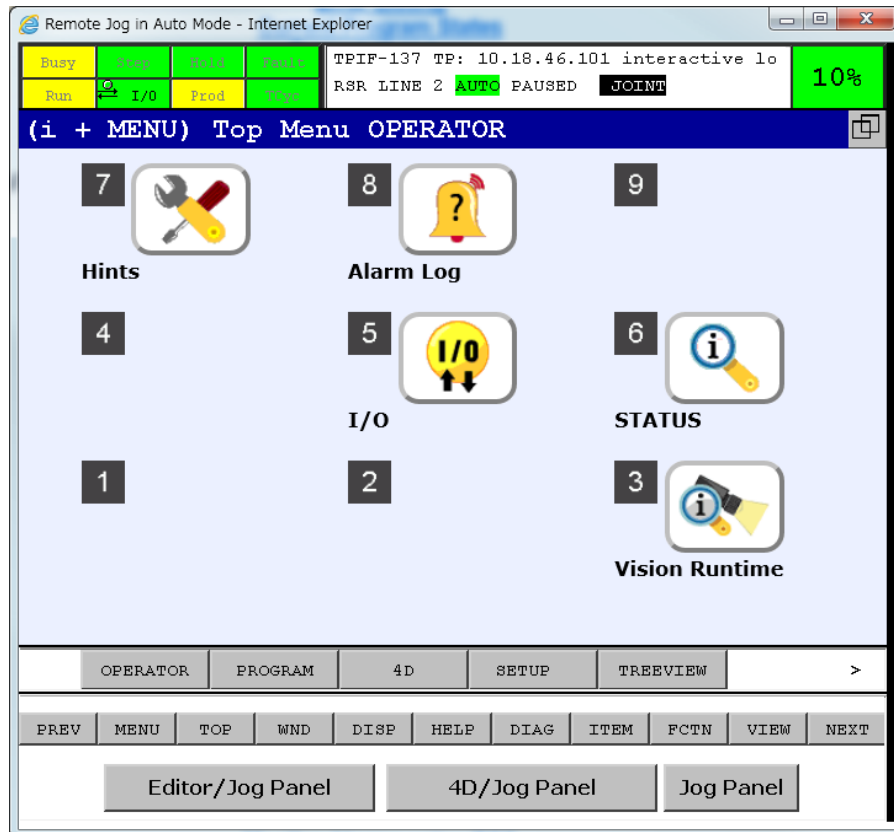 Remote Jog in Auto Mode - Internet Explorer
Busy Step Hold Fault
Run I/O Prod TCyc
TPIF-137 TP: 10.18.46.101 interactive lo
RSR LINE 2 AUTO PAUSED JOINT
10%
(i + MENU) Top Menu OPERATOR
7 8 9
?
Hints Alarm Log
4 5 6
I/O i
I/O STATUS
1 2 3
i
Vision Runtime
OPERATOR PROGRAM 4D SETUP TREEVIEW >
PREV MENU TOP WND DISP HELP DIAG ITEM FCTN VIEW NEXT
Editor/Jog Panel 4D/Jog Panel Jog Panel